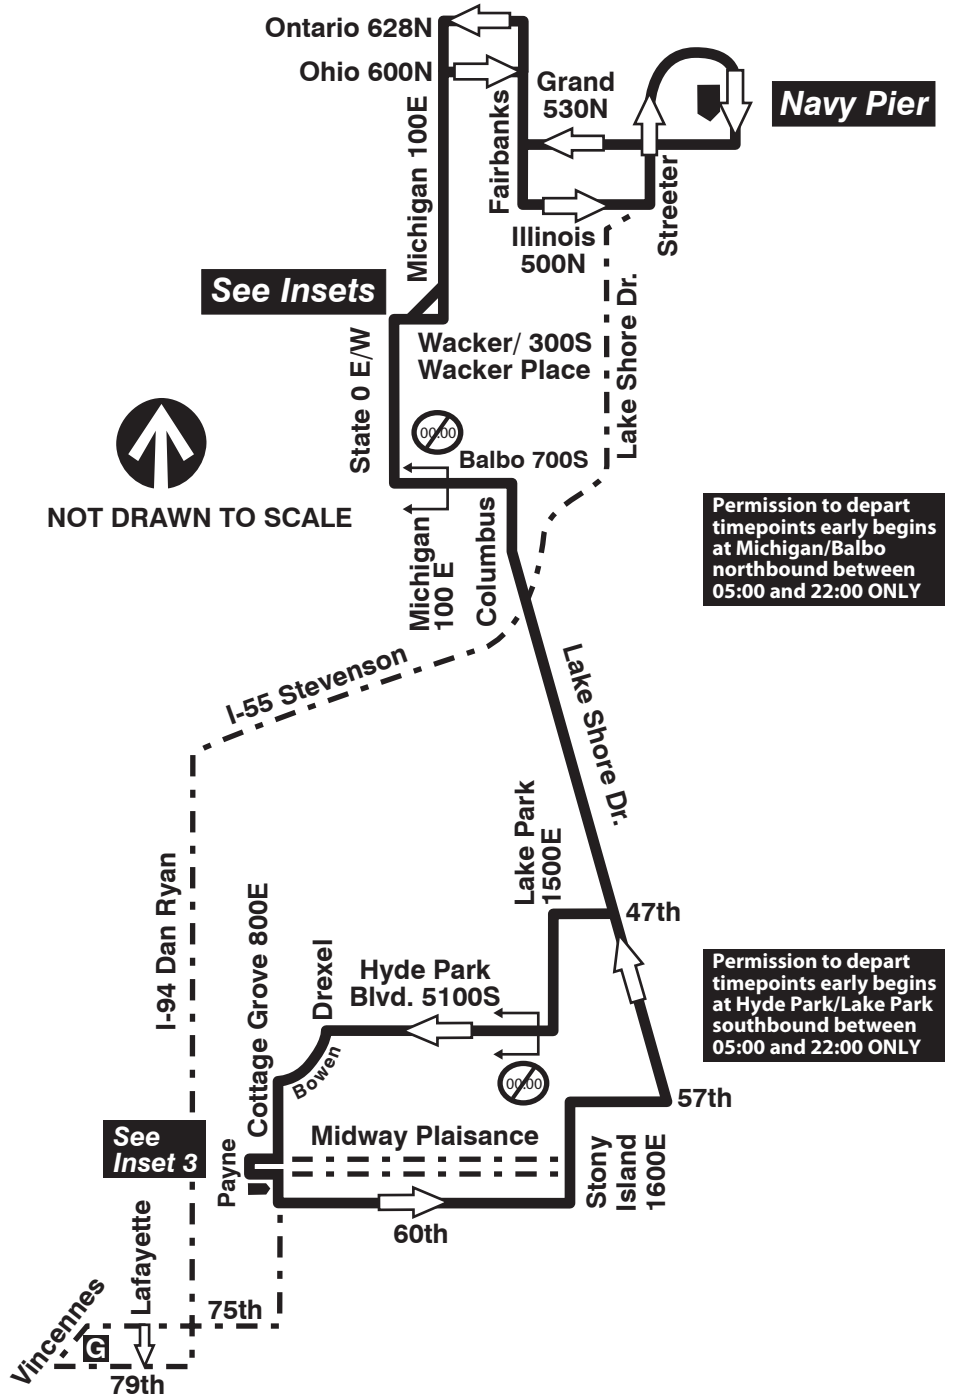 Ontario 628N
Ohio 600N
Michigan 100E
Fairbanks
Grand
530N
Navy Pier
Streeter
Illinois
500N
See Insets
Lake Shore Dr.
Wacker/ 300S
Wacker Place
State 0 E/W
00:00
Balbo 700S
NOT DRAWN TO SCALE
Michigan
100 E
Columbus
Permission to depart
timepoints early begins
at Michigan/Balbo
northbound between
05:00 and 22:00 ONLY
I-55 Stevenson
Lake Shore Dr.
Lake Park
1500E
I-94 Dan Ryan
Cottage Grove 800E
Drexel
Hyde Park
Blvd. 5100S
47th
Permission to depart
timepoints early begins
at Hyde Park/Lake Park
southbound between
05:00 and 22:00 ONLY
Bowen
00:00
57th
See
Inset 3
Payne
Midway Plaisance
Stony
Island
1600E
60th
Lafayette
Vincennes
75th
G
79th